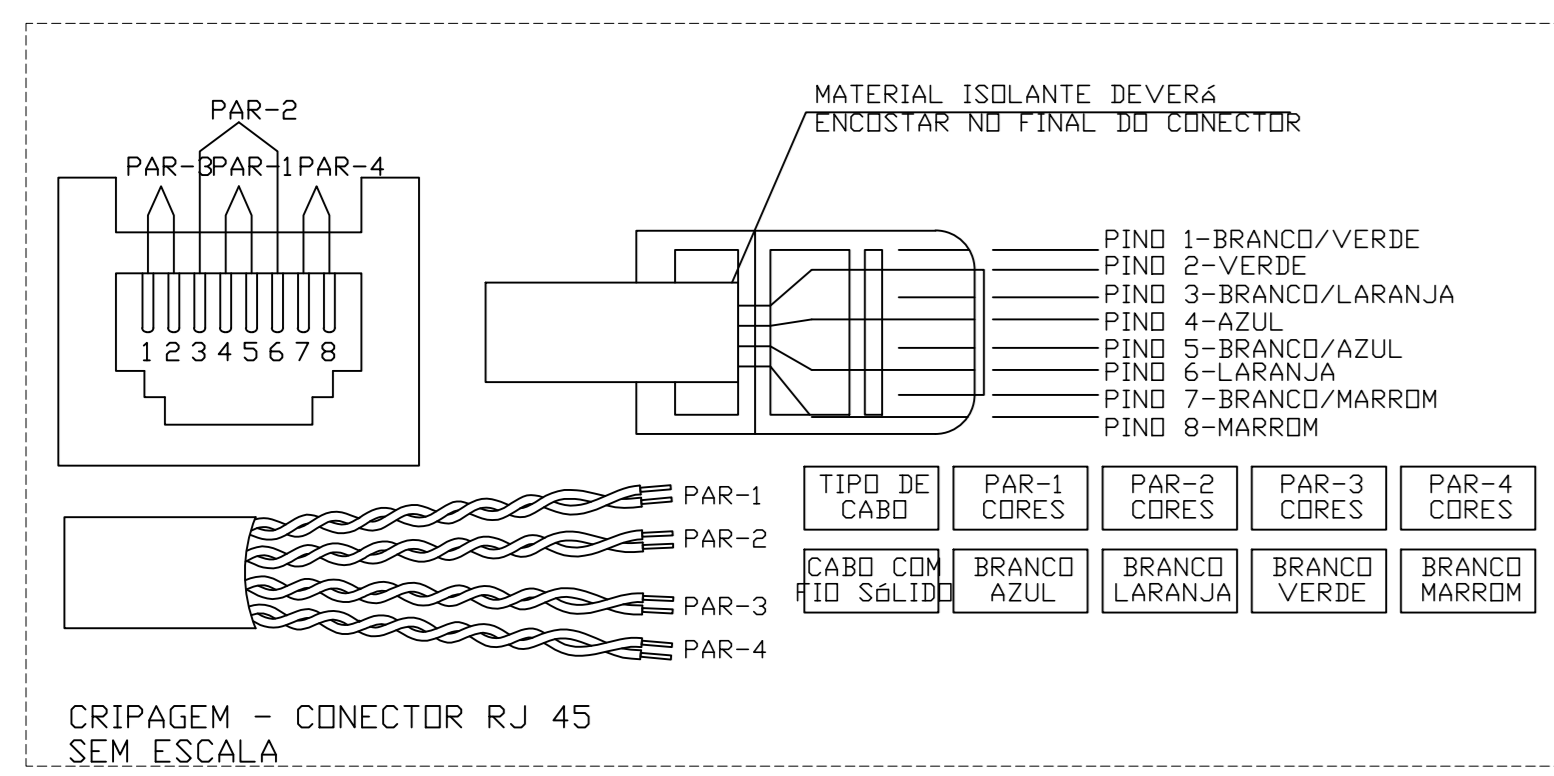 PAR-2
PAR-3 PAR-1 PAR-4
1 2 3 4 5 6 7 8
MATERIAL ISOLANTE DEVERá
ENCOSTAR NO FINAL DO CONECTOR
PINO 1-BRANCO/VERDE
PINO 2-VERDE
PINO 3-BRANCO/LARANJA
PINO 4-AZUL
PINO 5-BRANCO/AZUL
PINO 6-LARANJA
PINO 7-BRANCO/MARROM
PINO 8-MARROM
PAR-1
PAR-2
PAR-3
PAR-4
TIPO DE
CABO
PAR-1
CORES
PAR-2
CORES
PAR-3
CORES
PAR-4
CORES
CABO COM
FIO SóLIDO
BRANCO
AZUL
BRANCO
LARANJA
BRANCO
VERDE
BRANCO
MARROM
CRIPAGEM - CONECTOR RJ 45
SEM ESCALA